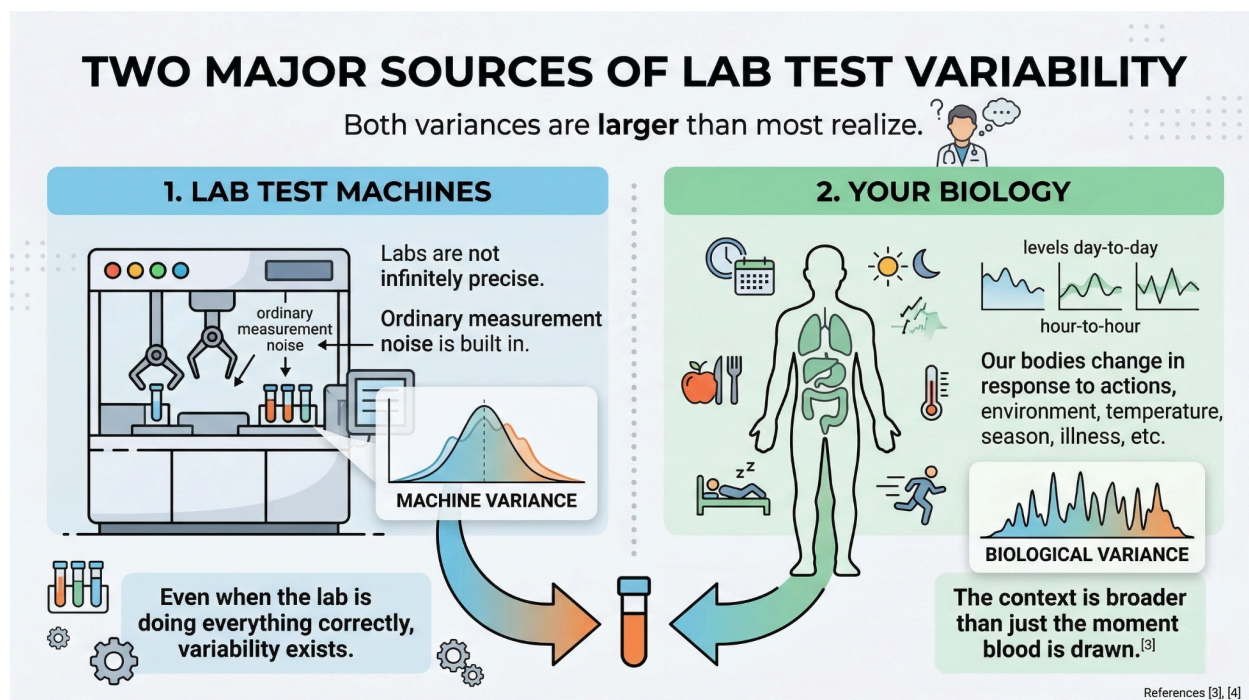 TWO MAJOR SOURCES OF LAB TEST VARIABILITY
Both variances are larger than most realize.
?
1. LAB TEST MACHINES
Labs are not
infinitely precise.
Ordinary measurement
noise is built in.
ordinary
measurement
noise
MACHINE VARIANCE
Even when the lab is
doing everything correctly,
variability exists.
2. YOUR BIOLOGY
levels day-to-day
hour-to-hour
Our bodies change in
response to actions,
environment, temperature,
season, illness, etc.
z z
BIOLOGICAL VARIANCE
The context is broader
than just the moment
blood is drawn.[3]
References [3], [4]